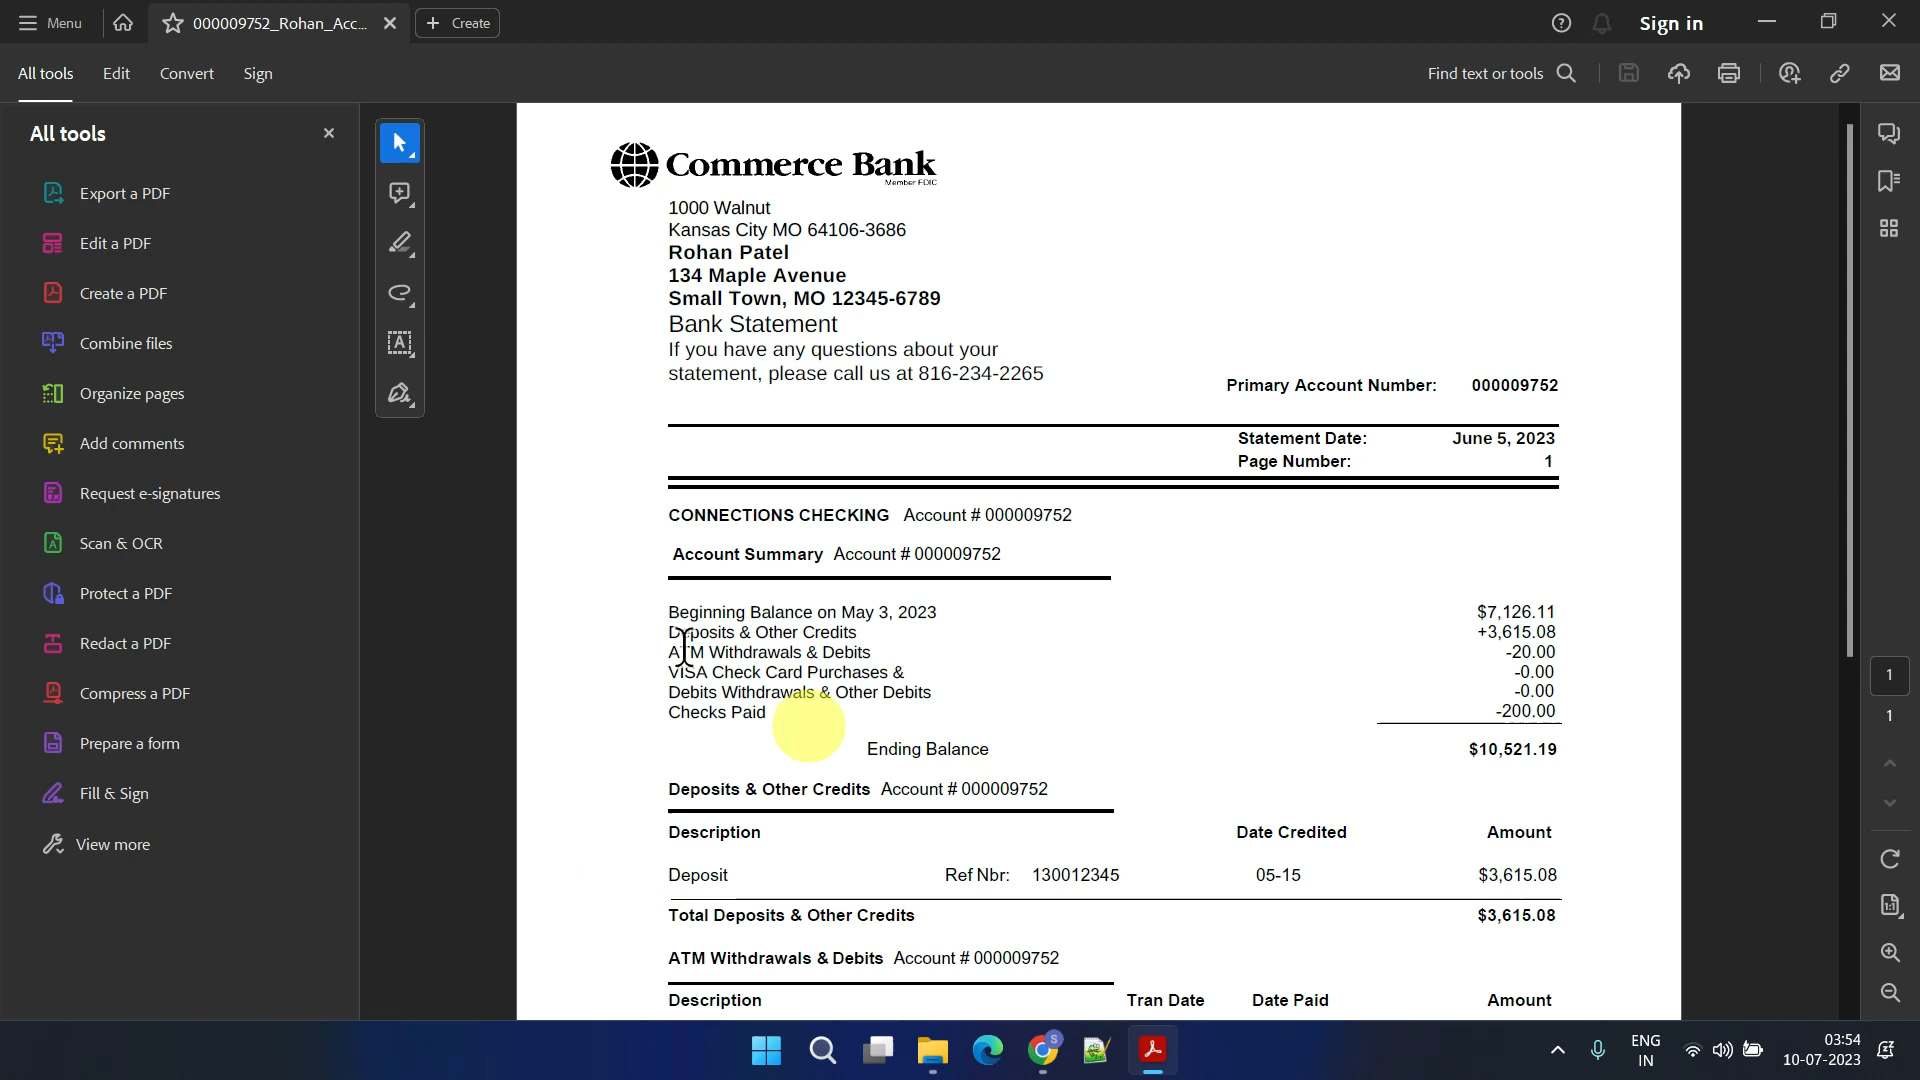 Menu
000009752_Rohan_Acc...
Create
Sign in
All tools
Edit
Convert
Sign
Find text or tools
All tools
Export a PDF
Edit a PDF
Create a PDF
Combine files
Organize pages
Add comments
Request e-signatures
Scan & OCR
Protect a PDF
Redact a PDF
Compress a PDF
Prepare a form
Fill & Sign
View more
Commerce Bank
Member FDIC
1000 Walnut
Kansas City MO 64106-3686
Rohan Patel
134 Maple Avenue
Small Town, MO 12345-6789
Bank Statement
If you have any questions about your
statement, please call us at 816-234-2265
Primary Account Number: 000009752
Statement Date: June 5, 2023
Page Number: 1
CONNECTIONS CHECKING Account # 000009752
Account Summary Account # 000009752
Beginning Balance on May 3, 2023 $7,126.11
Deposits & Other Credits +3,615.08
ATM Withdrawals & Debits -20.00
VISA Check Card Purchases & -0.00
Debits Withdrawals & Other Debits -0.00
Checks Paid -200.00
Ending Balance $10,521.19
Deposits & Other Credits Account # 000009752
Description Date Credited Amount
Deposit Ref Nbr: 130012345 05-15 $3,615.08
Total Deposits & Other Credits $3,615.08
ATM Withdrawals & Debits Account # 000009752
Description Tran Date Date Paid Amount
1
1
1:1
S
ENG
IN
03:54
10-07-2023